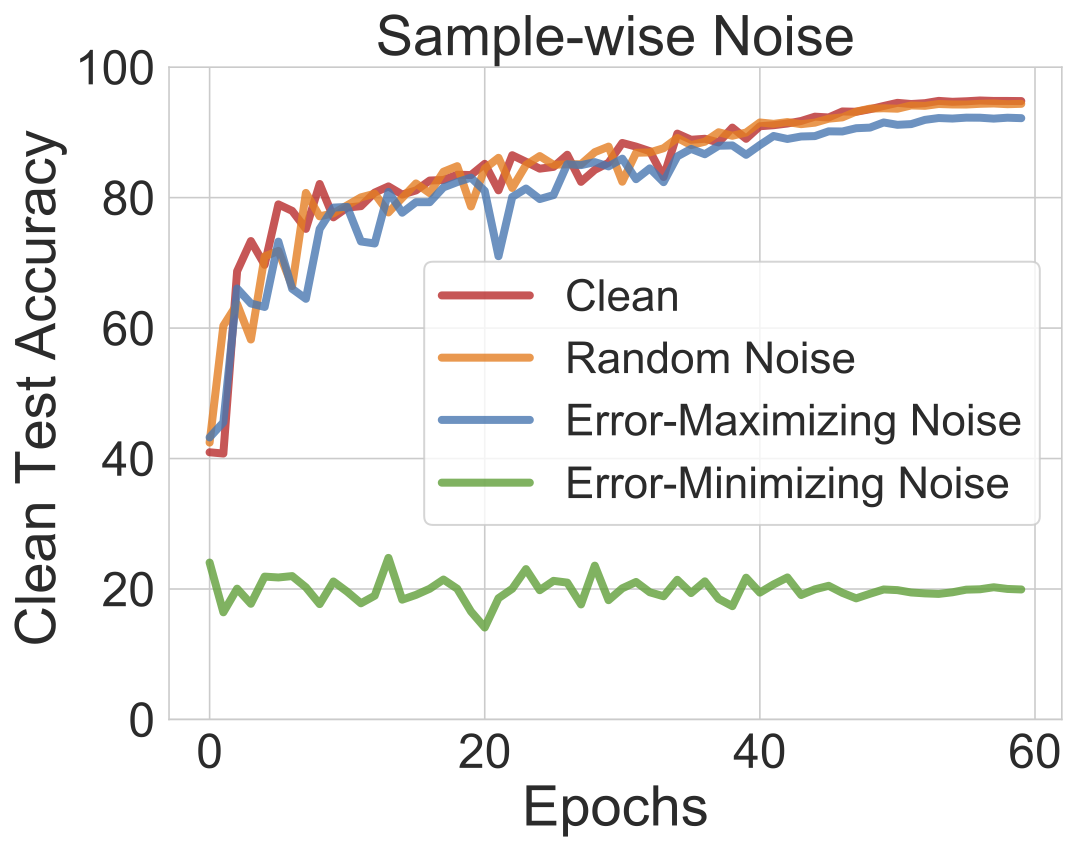 Sample-wise Noise
100
80
60
40
20
0
Clean Test Accuracy
Clean
Random Noise
Error-Maximizing Noise
Error-Minimizing Noise
0 20 40 60
Epochs